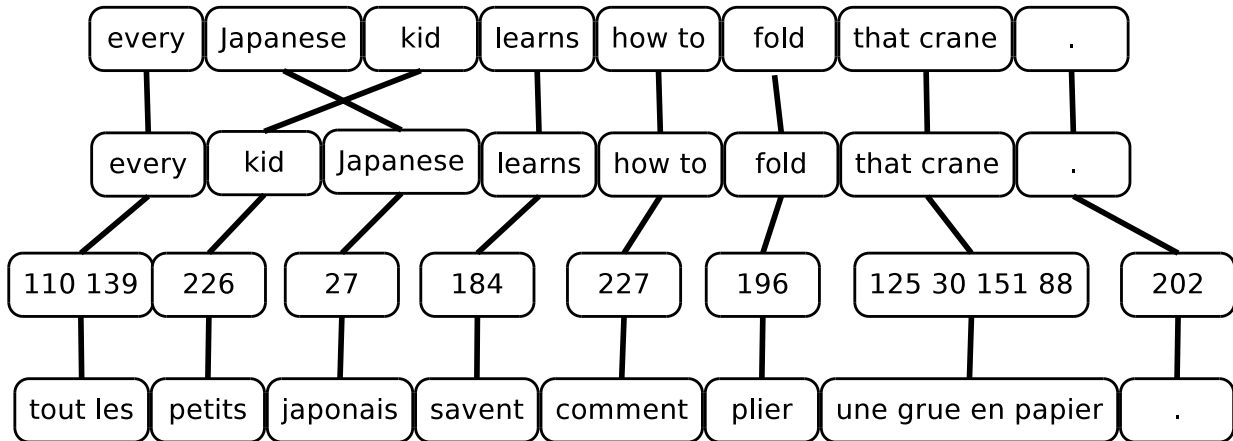 every Japanese kid learns how to fold that crane .
every kid Japanese learns how to fold that crane .
110 139 226 27 184 227 196 125 30 151 88 202
tout les petits japonais savent comment plier une grue en papier .